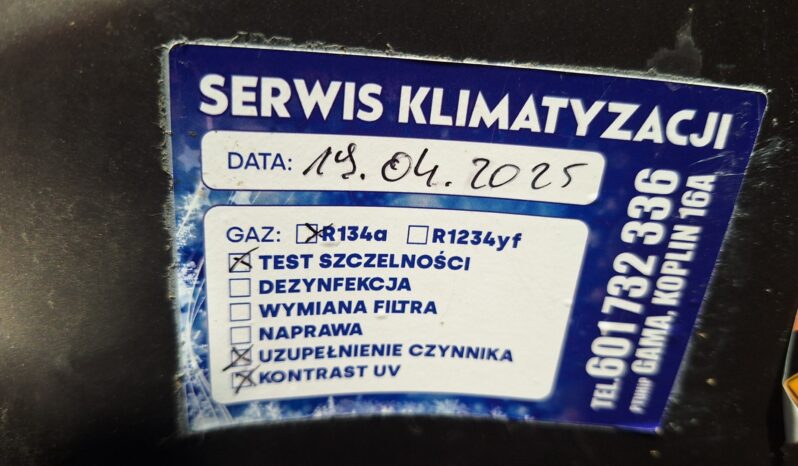 SERWIS KLIMATYZACJI
DATA: 19.04.2025
GAZ: R134a R1234yf
TEST SZCZELNOŚCI
DEZYNFEKCJA
WYMIANA FILTRA
NAPRAWA
UZUPEŁNIENIE CZYNNIKA
KONTRAST UV
TEL. 601 732 336
PTUHIP GAMA, KOPLIN 16A